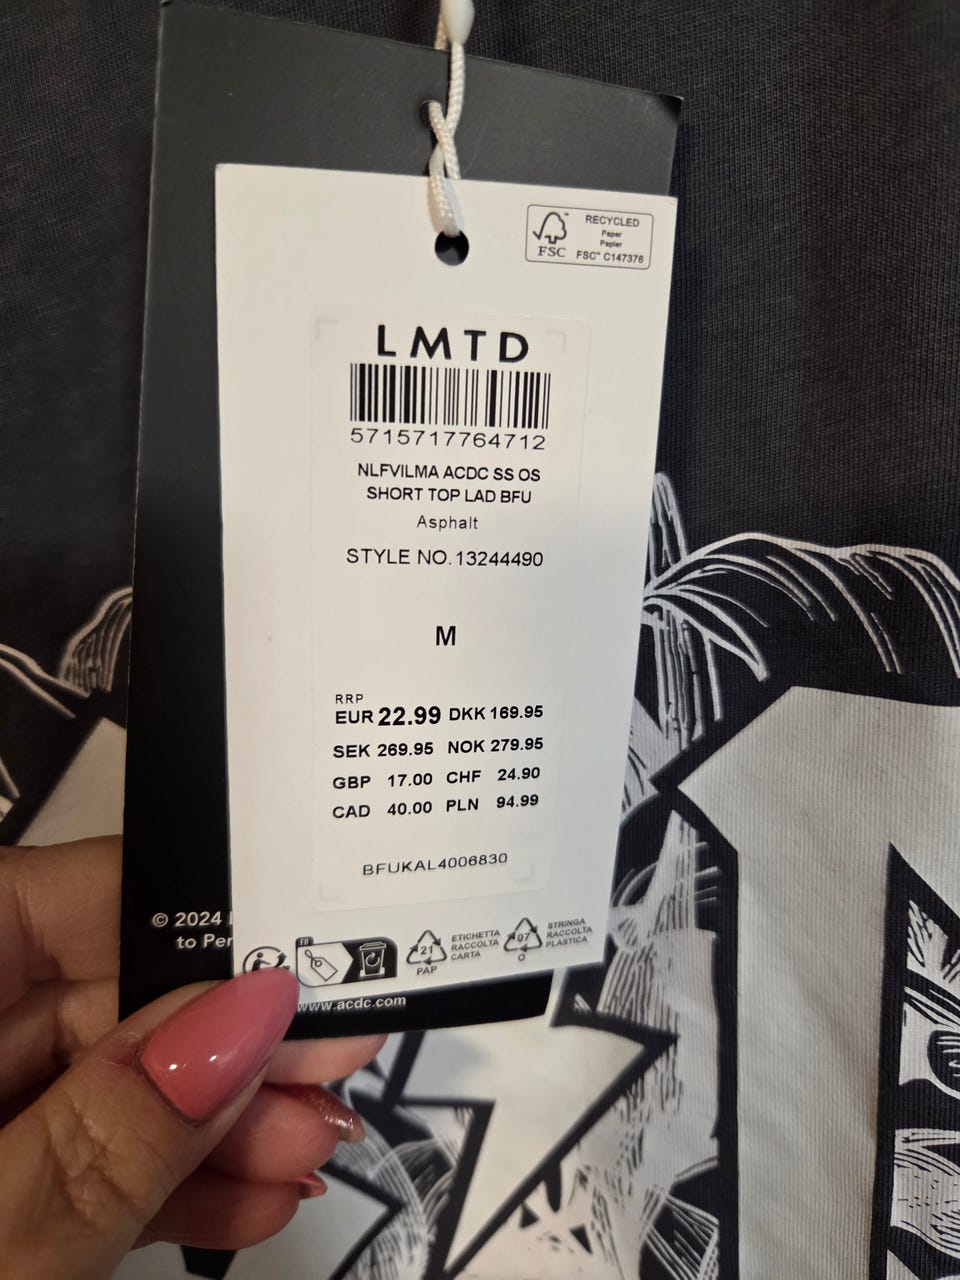 RECYCLED
Paper
Papier
FSC™ C147376
FSC
LMTD
5715717764712
NLFVILMA ACDC SS OS
SHORT TOP LAD BFU
Asphalt
STYLE NO. 13244490
M
RRP
EUR 22.99 DKK 169.95
SEK 269.95 NOK 279.95
GBP 17.00 CHF 24.90
CAD 40.00 PLN 94.99
BFUKAL4006830
© 2024
to
FR
21
PAP
ETICHETTA
RACCOLTA
CARTA
07
O
STRINGA
RACCOLTA
PLASTICA
www.acdc.com